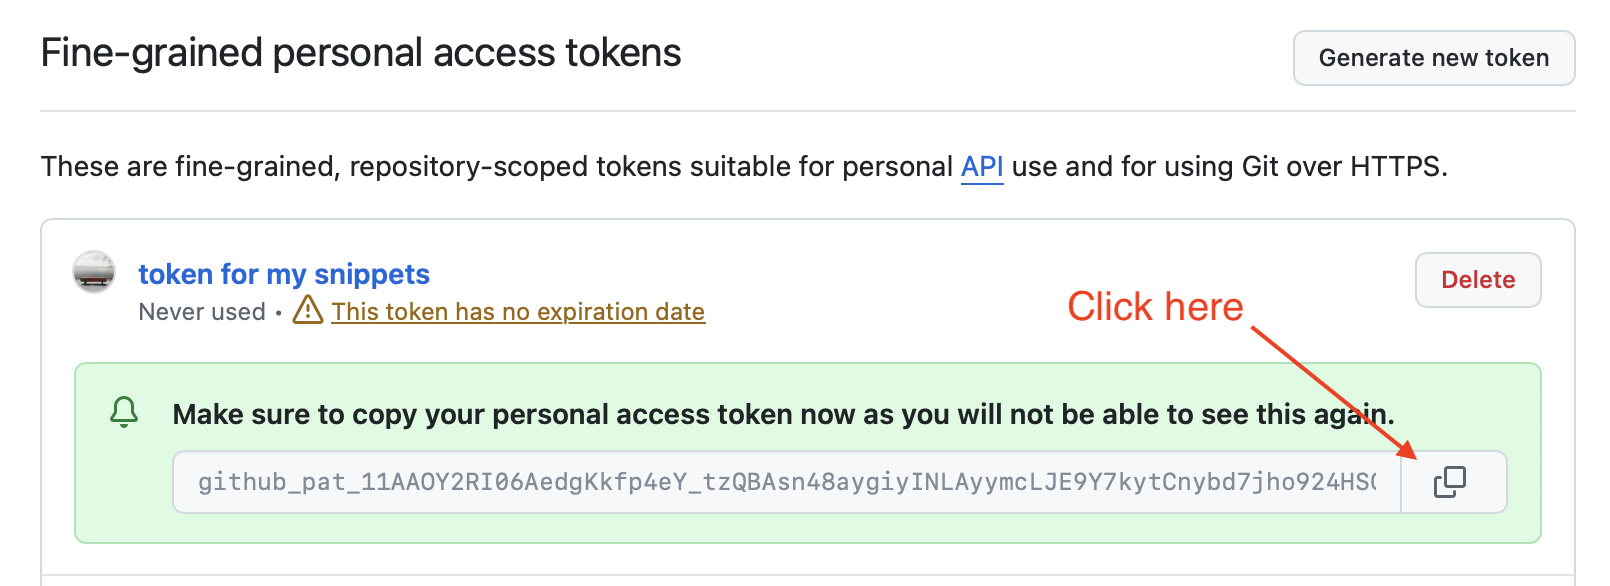 Fine-grained personal access tokens
Generate new token
These are fine-grained, repository-scoped tokens suitable for personal API use and for using Git over HTTPS.
token for my snippets
Delete
Never used • This token has no expiration date
Click here
Make sure to copy your personal access token now as you will not be able to see this again.
github_pat_11AAOY2RI06AedgKkfp4eY_tzQBAsn48aygiyINLAyymcLJE9Y7kytCnybd7jho924HS